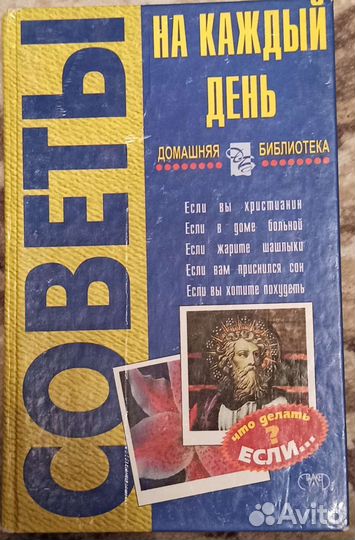 СОВЕТЫ
НА КАЖДЫЙ
ДЕНЬ
ДОМАШНЯЯ БИБЛИОТЕКА
Если вы христианин
Если в доме больной
Если жарите шашлыки
Если вам приснился сон
Если вы хотите похудеть
что делать
?
ЕСЛИ...
Avito